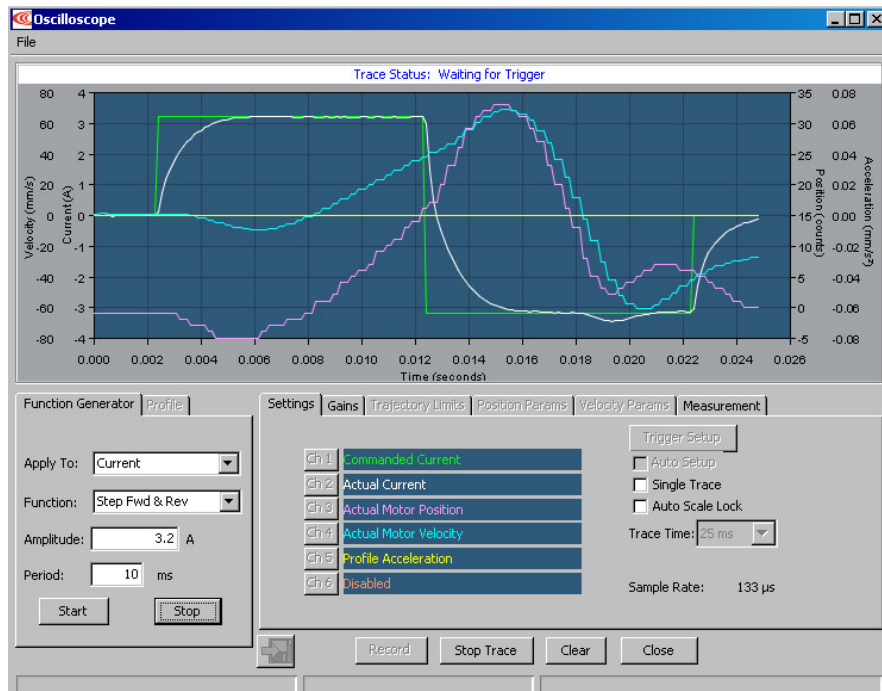 Oscilloscope
File
Trace Status: Waiting for Trigger
80 4 35 0.08
60 3 30 0.06
40 2 25 0.04
20 1 20 0.02
0 0 15 0.00
-20 -1 10 -0.02
-40 -2 5 -0.04
-60 -3 0 -0.06
-80 -4 -5 -0.08
Velocity (mm/s)
Current(A)
Position (counts)
Acceleration (mm/s²)
0.000 0.002 0.004 0.006 0.008 0.010 0.012 0.014 0.016 0.018 0.020 0.022 0.024 0.026
Time (seconds)
Function Generator Profile
Apply To: Current
Function: Step Fwd & Rev
Amplitude: 3.2 A
Period: 10 ms
Start Stop
Settings Gains Trajectory Limits Position Params Velocity Params Measurement
Ch 1 Commanded Current
Ch 2 Actual Current
Ch 3 Actual Motor Position
Ch 4 Actual Motor Velocity
Ch 5 Profile Acceleration
Ch 6 Disabled
Trigger Setup
Auto Setup
Single Trace
Auto Scale Lock
Trace Time: 25 ms
Sample Rate: 133 µs
Record Stop Trace Clear Close